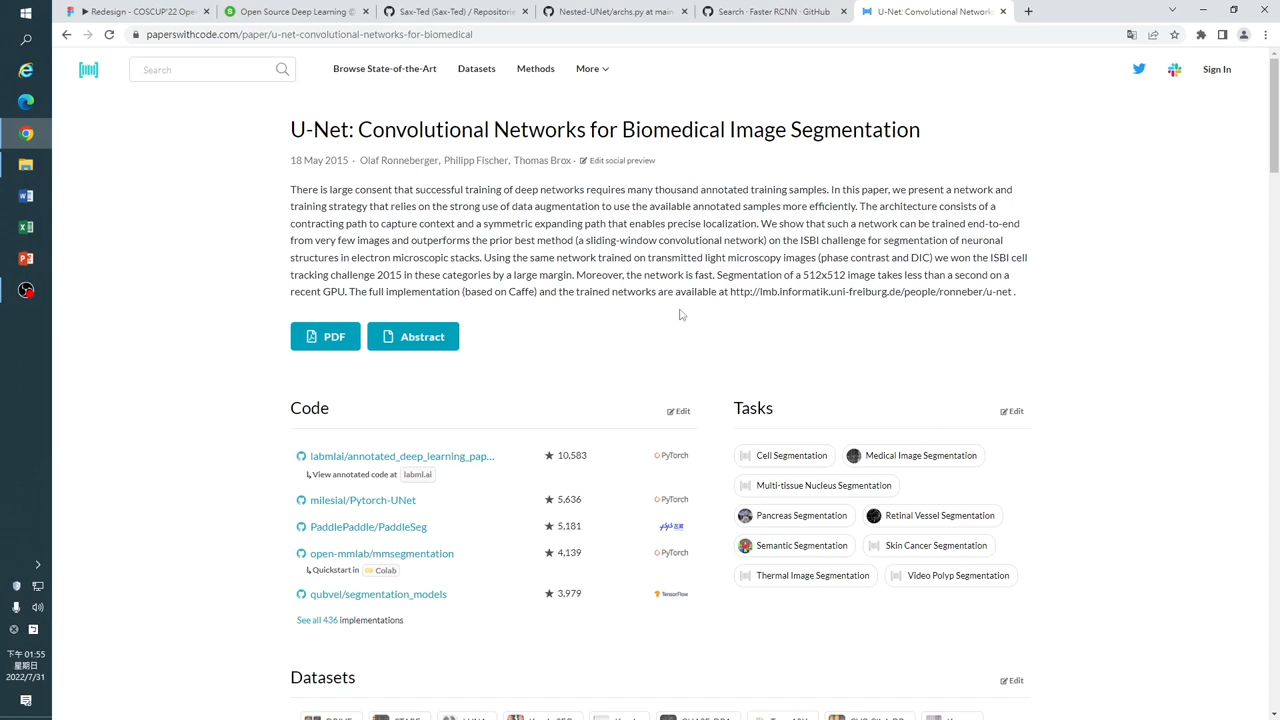 Redesign - COSCUP'22 Open
Open Source Deep Learning @
Sax-Ted (Sax-Ted) / Repositorie
Nested-UNet/archs.py at main
Search · Faster RCNN · GitHub
U-Net: Convolutional Networks
paperswithcode.com/paper/u-net-convolutional-networks-for-biomedical
Search
Browse State-of-the-Art
Datasets
Methods
More
Sign In
U-Net: Convolutional Networks for Biomedical Image Segmentation
18 May 2015 · Olaf Ronneberger, Philipp Fischer, Thomas Brox · Edit social preview
There is large consent that successful training of deep networks requires many thousand annotated training samples. In this paper, we present a network and
training strategy that relies on the strong use of data augmentation to use the available annotated samples more efficiently. The architecture consists of a
contracting path to capture context and a symmetric expanding path that enables precise localization. We show that such a network can be trained end-to-end
from very few images and outperforms the prior best method (a sliding-window convolutional network) on the ISBI challenge for segmentation of neuronal
structures in electron microscopic stacks. Using the same network trained on transmitted light microscopy images (phase contrast and DIC) we won the ISBI cell
tracking challenge 2015 in these categories by a large margin. Moreover, the network is fast. Segmentation of a 512x512 image takes less than a second on a
recent GPU. The full implementation (based on Caffe) and the trained networks are available at http://lmb.informatik.uni-freiburg.de/people/ronneber/u-net .
PDF
Abstract
Code
Edit
labmlai/annotated_deep_learning_pap...
10,583
PyTorch
View annotated code at labml.ai
milesial/Pytorch-UNet
5,636
PyTorch
PaddlePaddle/PaddleSeg
5,181
open-mmlab/mmsegmentation
4,139
PyTorch
Quickstart in Colab
qubvel/segmentation_models
3,979
TensorFlow
See all 436 implementations
Tasks
Edit
Cell Segmentation
Medical Image Segmentation
Multi-tissue Nucleus Segmentation
Pancreas Segmentation
Retinal Vessel Segmentation
Semantic Segmentation
Skin Cancer Segmentation
Thermal Image Segmentation
Video Polyp Segmentation
Datasets
Edit
下午 01:55
星期日
2022/7/31